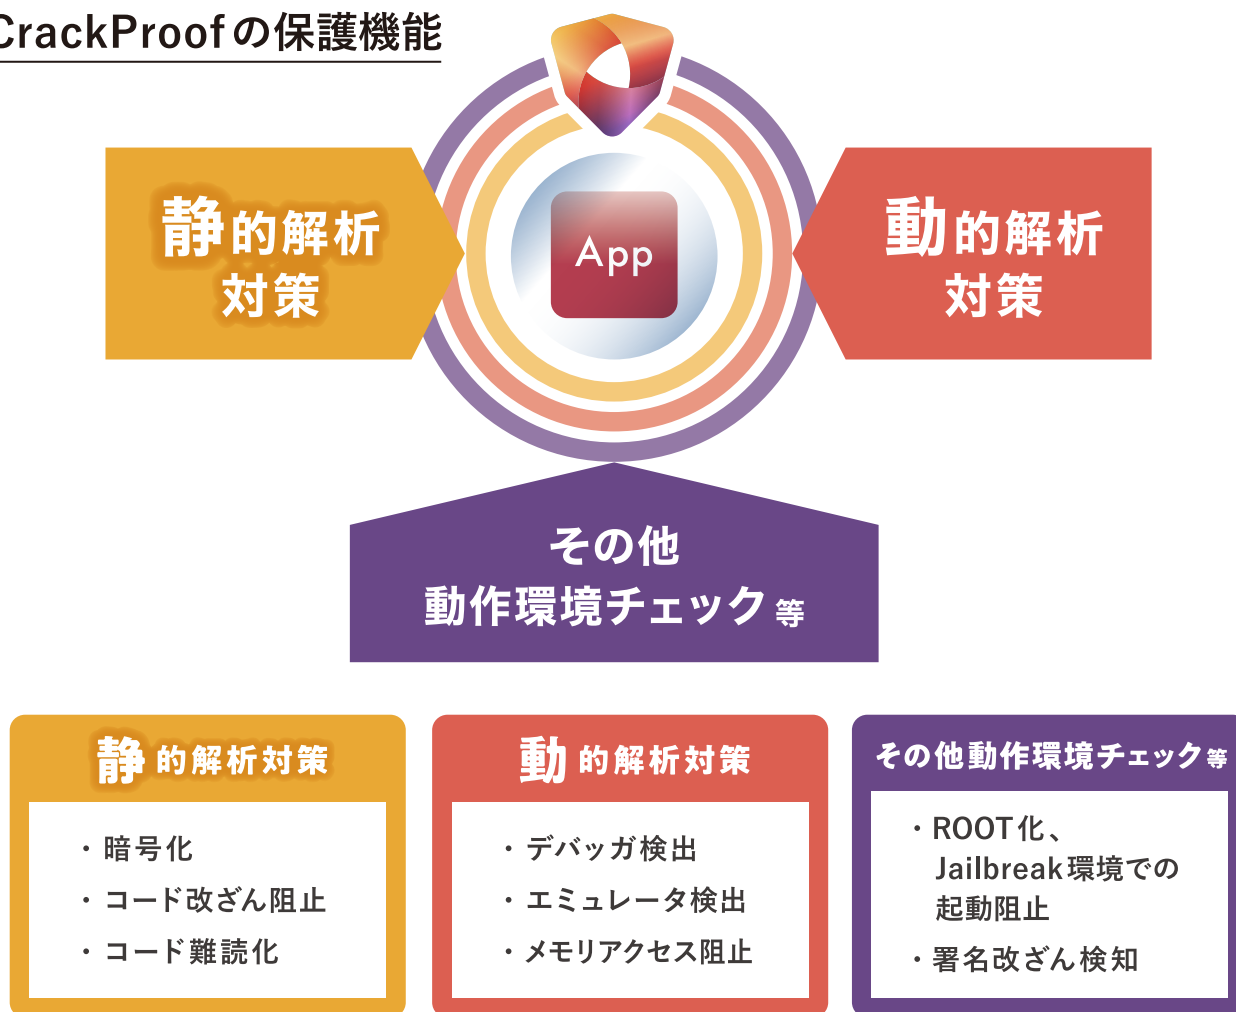 CrackProofの保護機能
静的解析
対策
App
動的解析
対策
その他
動作環境チェック等
静的解析対策
・暗号化
・コード改ざん阻止
・コード難読化
動的解析対策
・デバッガ検出
・エミュレータ検出
・メモリアクセス阻止
その他動作環境チェック等
・ROOT化、
Jailbreak環境での
起動阻止
・署名改ざん検知